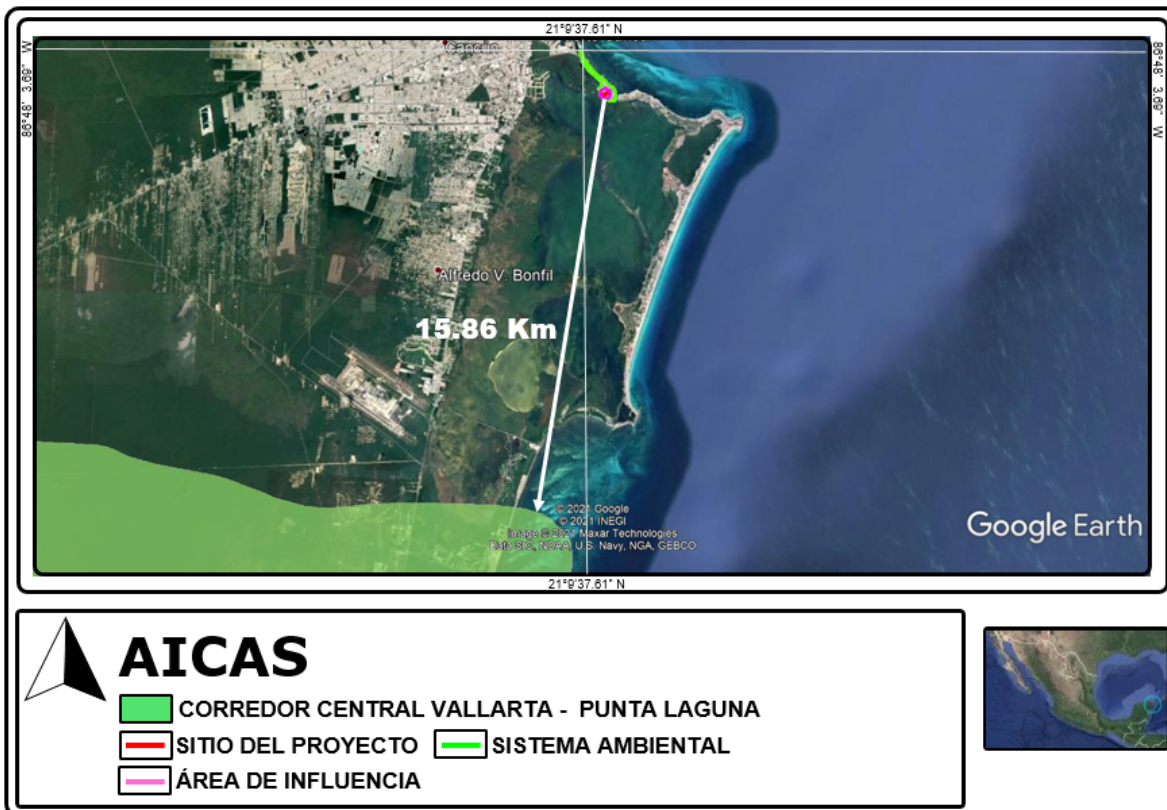 21°9'37.61" N
86°48' 3.69" W
86°48' 3.69" W
Cancún
Alfredo V. Bonfil
15.86 Km
© 2021 Google
© 2021 INEGI
Image © 2021 Maxar Technologies
Data SIO, NOAA, U.S. Navy, NGA, GEBCO
Google Earth
21°9'37.61" N
AICAS
CORREDOR CENTRAL VALLARTA - PUNTA LAGUNA
SITIO DEL PROYECTO SISTEMA AMBIENTAL
ÁREA DE INFLUENCIA